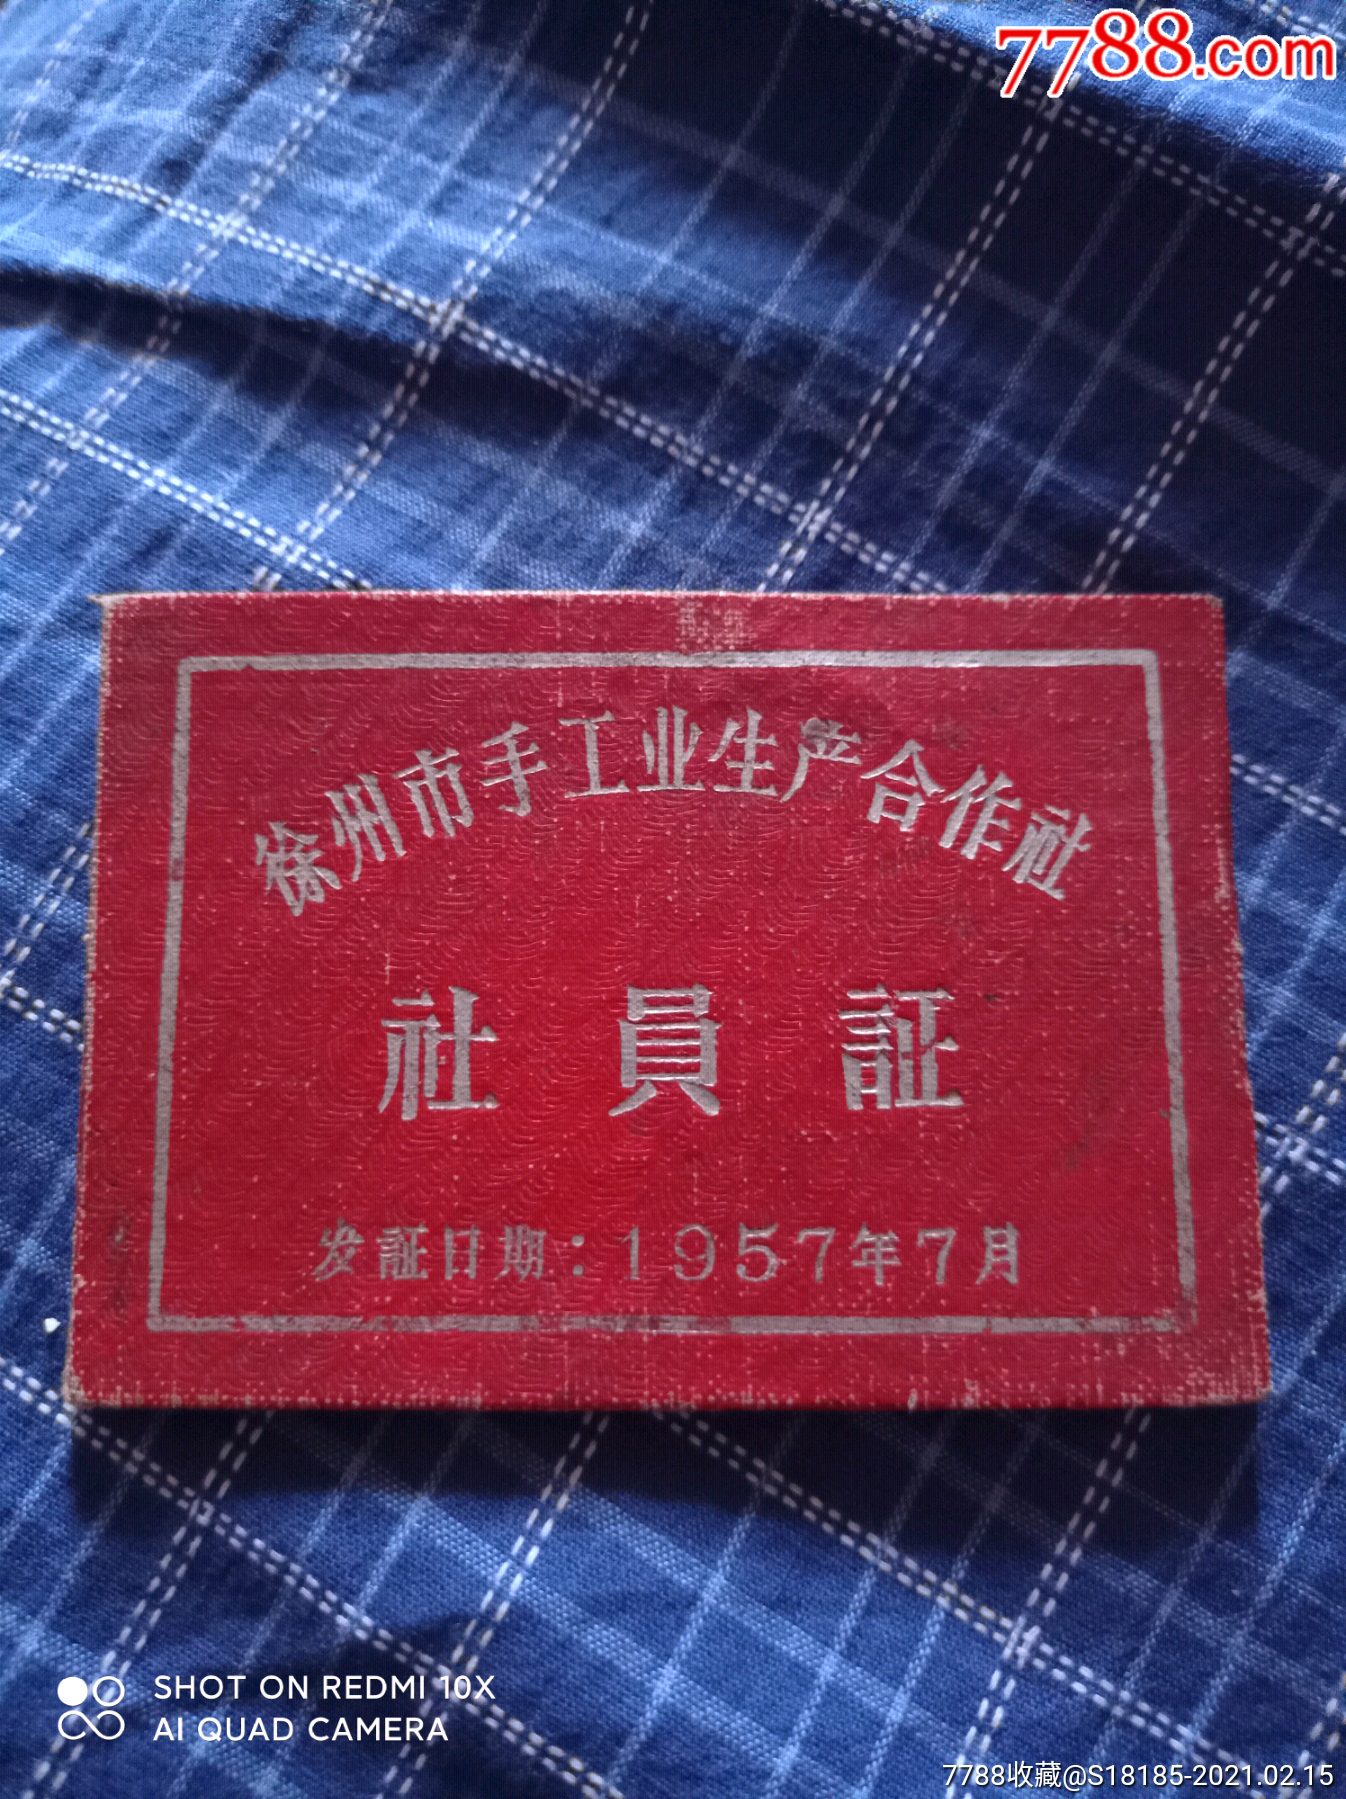 7788.com
徐州市手工业生产合作社
社員証
发証日期：1957年7月
SHOT ON REDMI 10X
AI QUAD CAMERA
7788收藏@S18185-2021.02.15